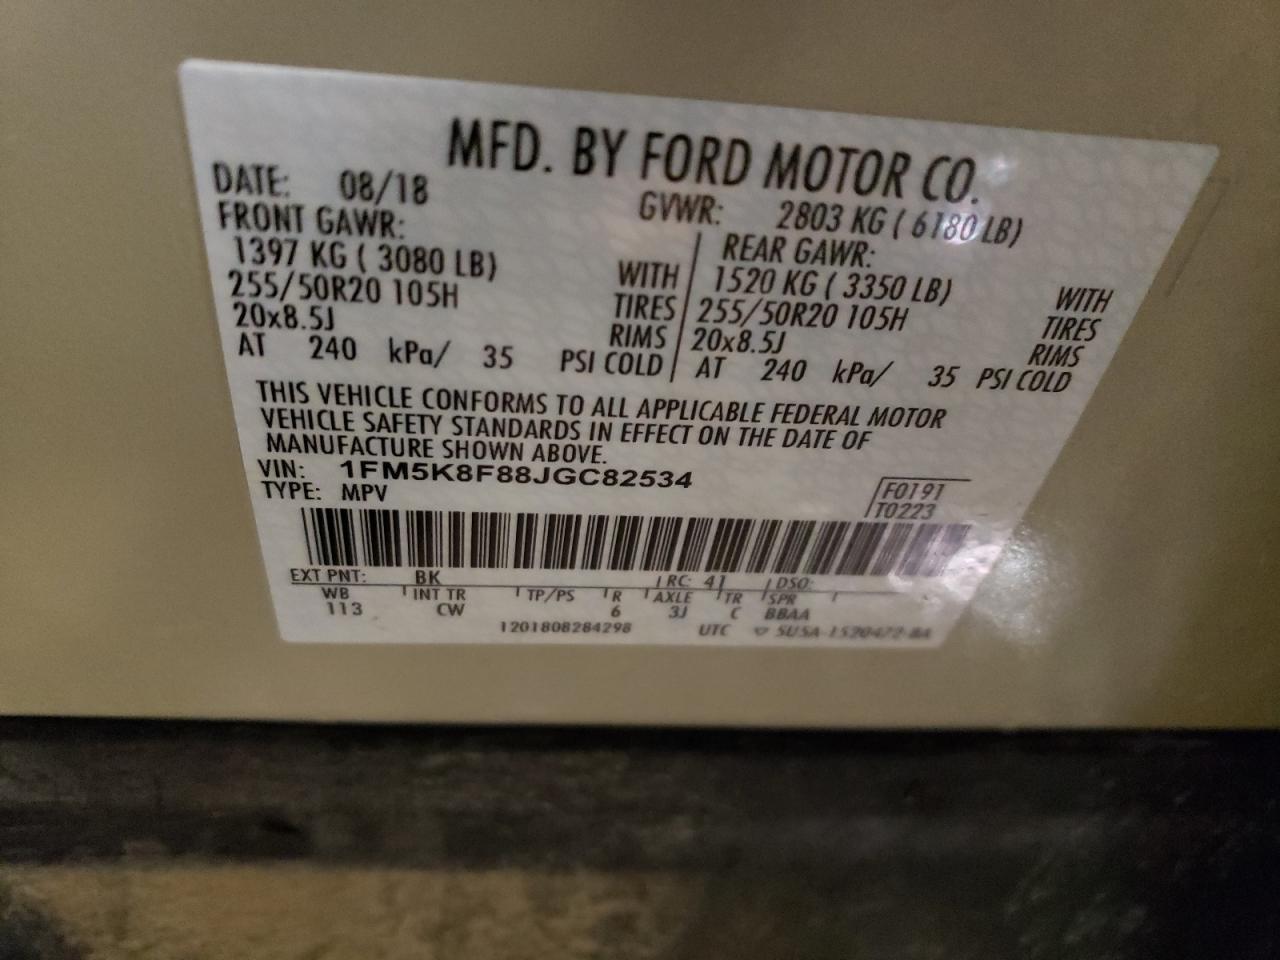 MFD. BY FORD MOTOR CO.
DATE: 08/18
GVWR: 2803 KG ( 6180 LB)
FRONT GAWR:
1397 KG ( 3080 LB) WITH
255/50R20 105H TIRES
20x8.5J RIMS
AT 240 kPa/ 35 PSI COLD
REAR GAWR:
1520 KG ( 3350 LB) WITH
255/50R20 105H TIRES
20x8.5J RIMS
AT 240 kPa/ 35 PSI COLD
THIS VEHICLE CONFORMS TO ALL APPLICABLE FEDERAL MOTOR
VEHICLE SAFETY STANDARDS IN EFFECT ON THE DATE OF
MANUFACTURE SHOWN ABOVE.
VIN: 1FM5K8F88JGC82534
TYPE: MPV
F0191
T0223
EXT PNT: BK RC: 41 DSO:
WB INT TR TP/PS R AXLE TR SPR
113 CW 6 3J C BBAA
1201808284298 UTC 5U5A-1520472-BA